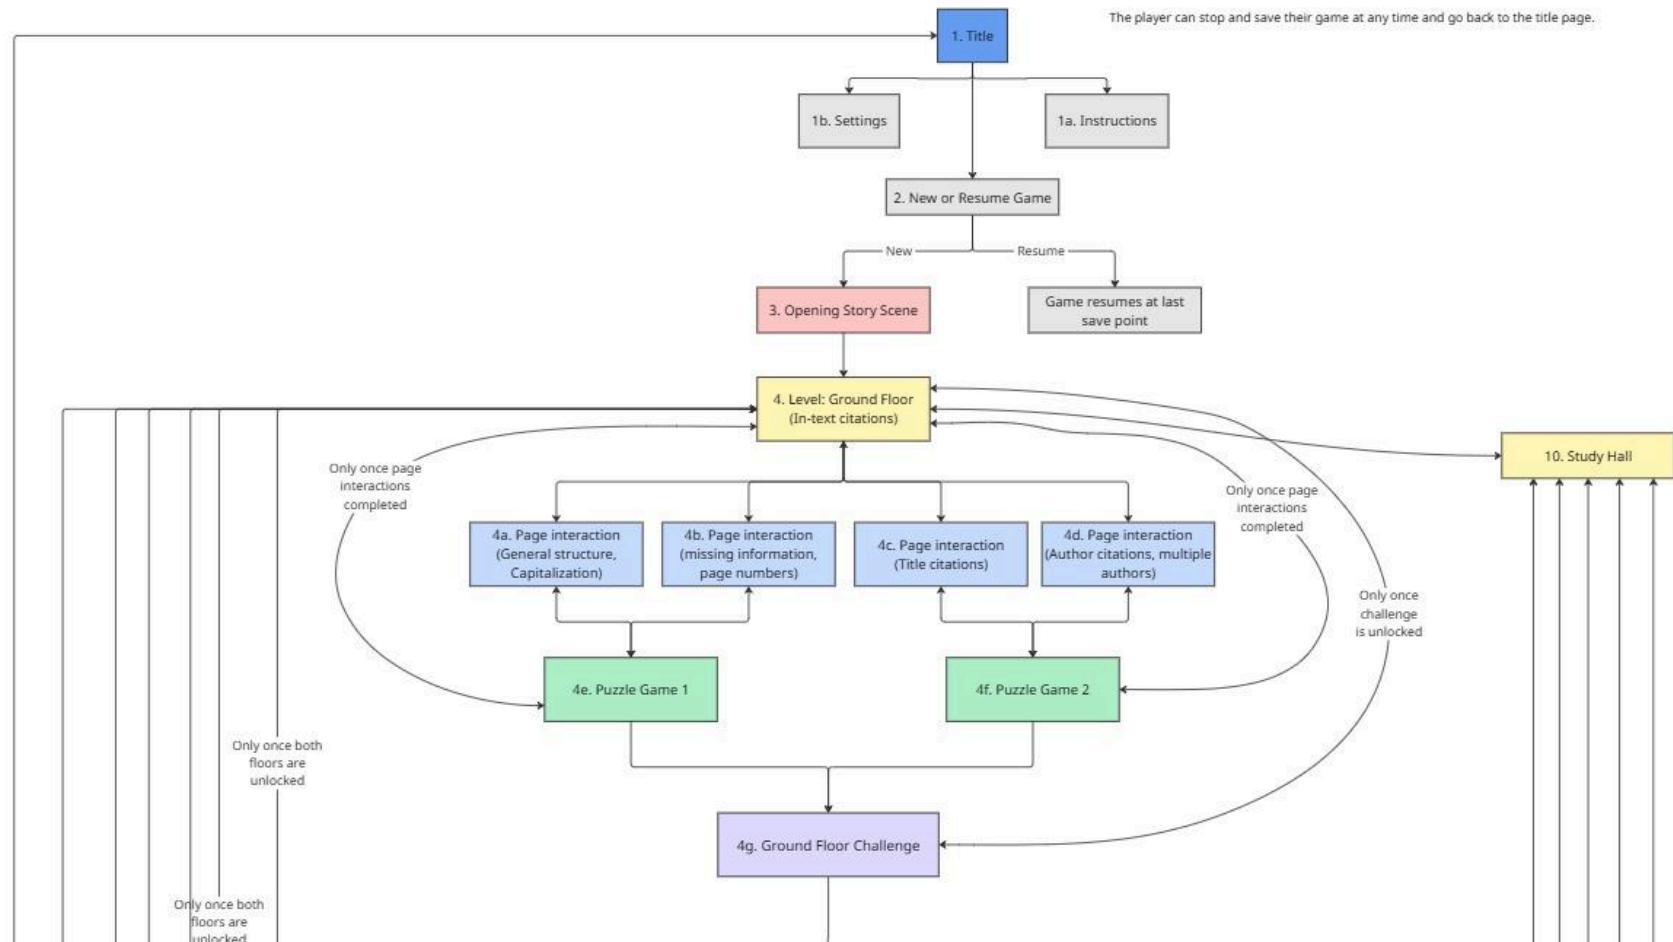 The player can stop and save their game at any time and go back to the title page.
1. Title
1b. Settings
1a. Instructions
2. New or Resume Game
New
Resume
3. Opening Story Scene
Game resumes at last
save point
4. Level: Ground Floor
(In-text citations)
10. Study Hall
Only once page
interactions
completed
Only once page
interactions
completed
4a. Page interaction
(General structure,
Capitalization)
4b. Page interaction
(missing information,
page numbers)
4c. Page interaction
(Title citations)
4d. Page interaction
(Author citations, multiple
authors)
Only once
challenge
is unlocked
4e. Puzzle Game 1
4f. Puzzle Game 2
Only once both
floors are
unlocked
4g. Ground Floor Challenge
Only once both
floors are
unlocked